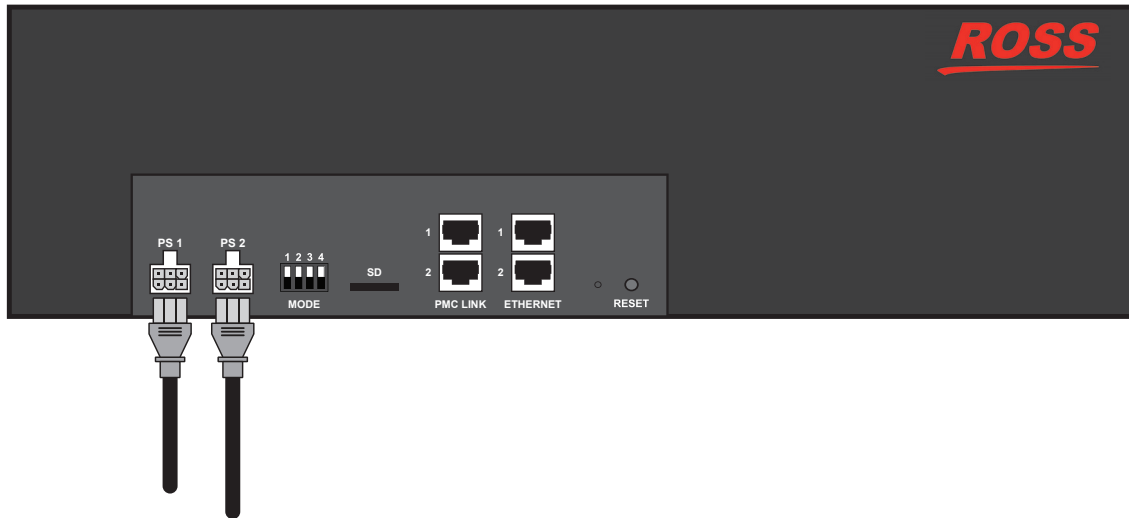 ROSS
PS 1 PS 2
1 2 3 4
MODE
SD
1
2
PMC LINK
1
2
ETHERNET
RESET